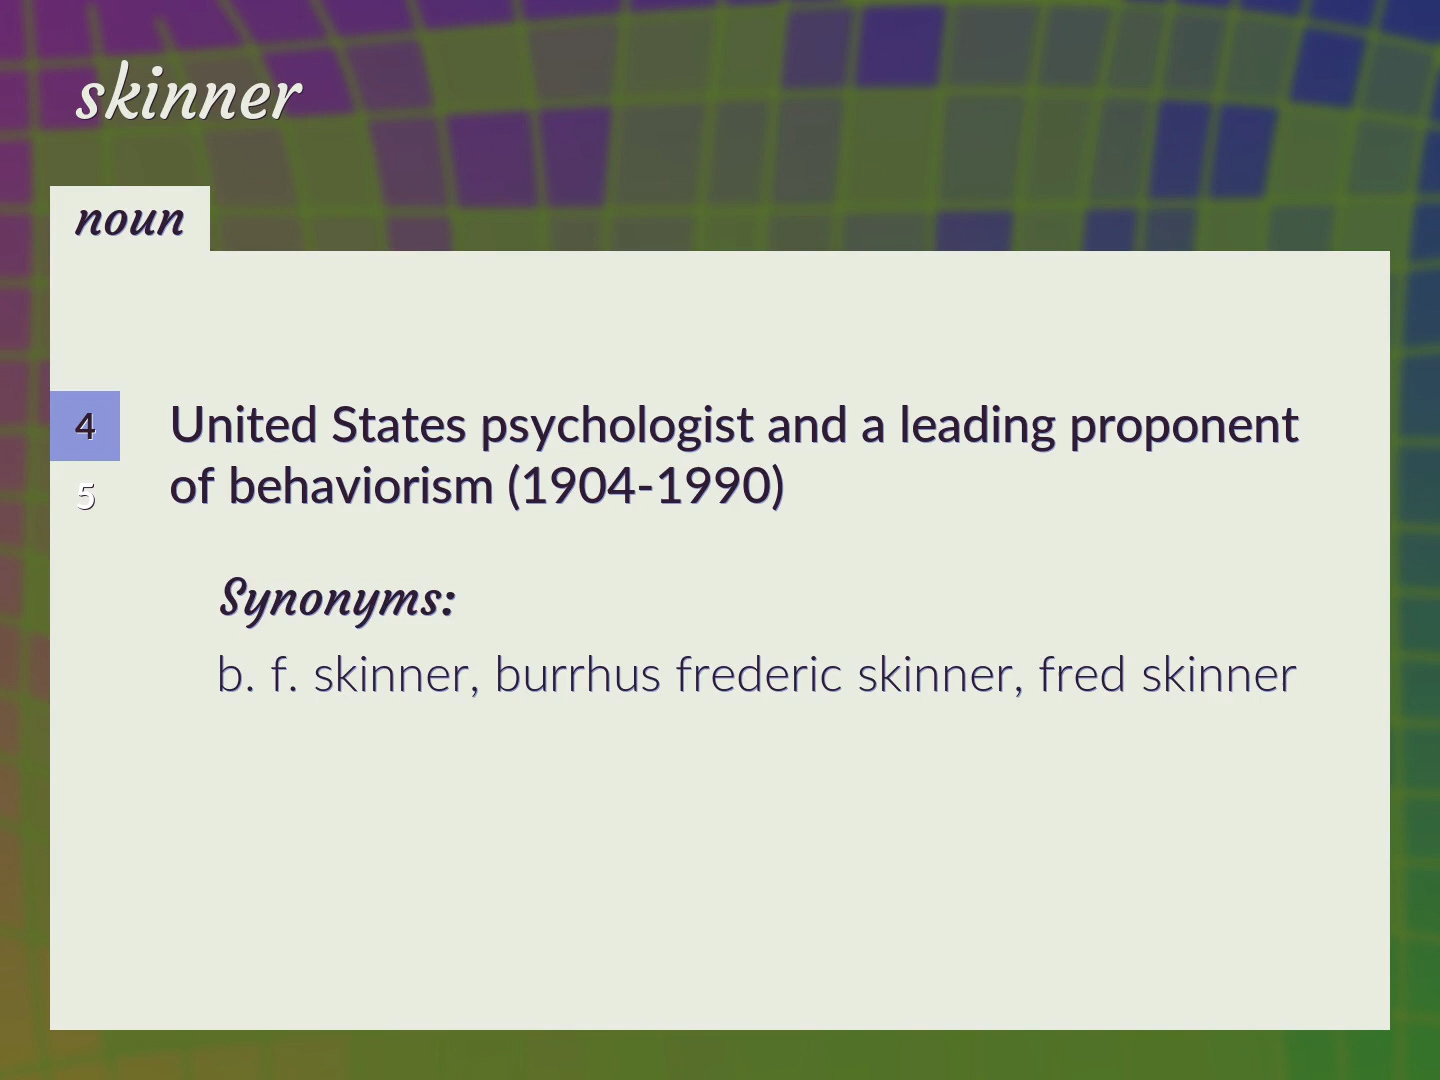 skinner
noun
4
United States psychologist and a leading proponent
of behaviorism (1904-1990)
5
Synonyms:
b. f. skinner, burrhus frederic skinner, fred skinner